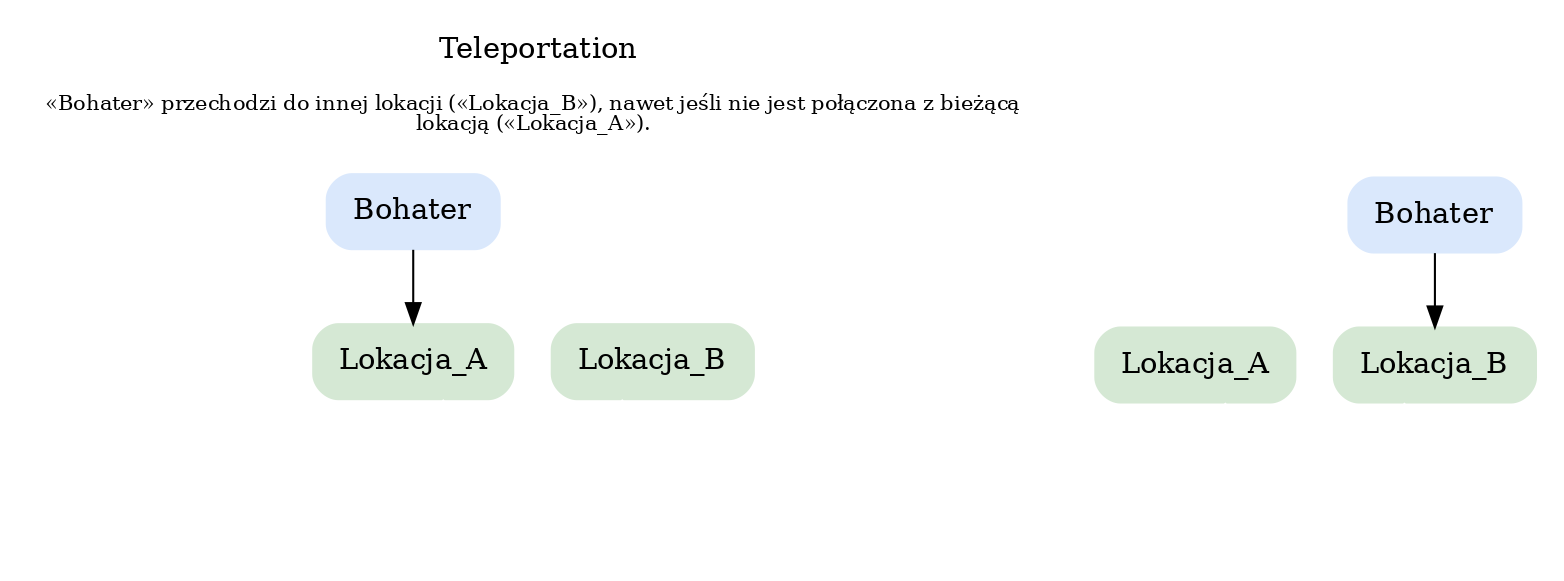 Teleportation
«Bohater» przechodzi do innej lokacji («Lokacja_B»), nawet jeśli nie jest połączona z bieżącą
lokacją («Lokacja_A»).
Bohater
Lokacja_A
Lokacja_B
Bohater
Lokacja_A
Lokacja_B